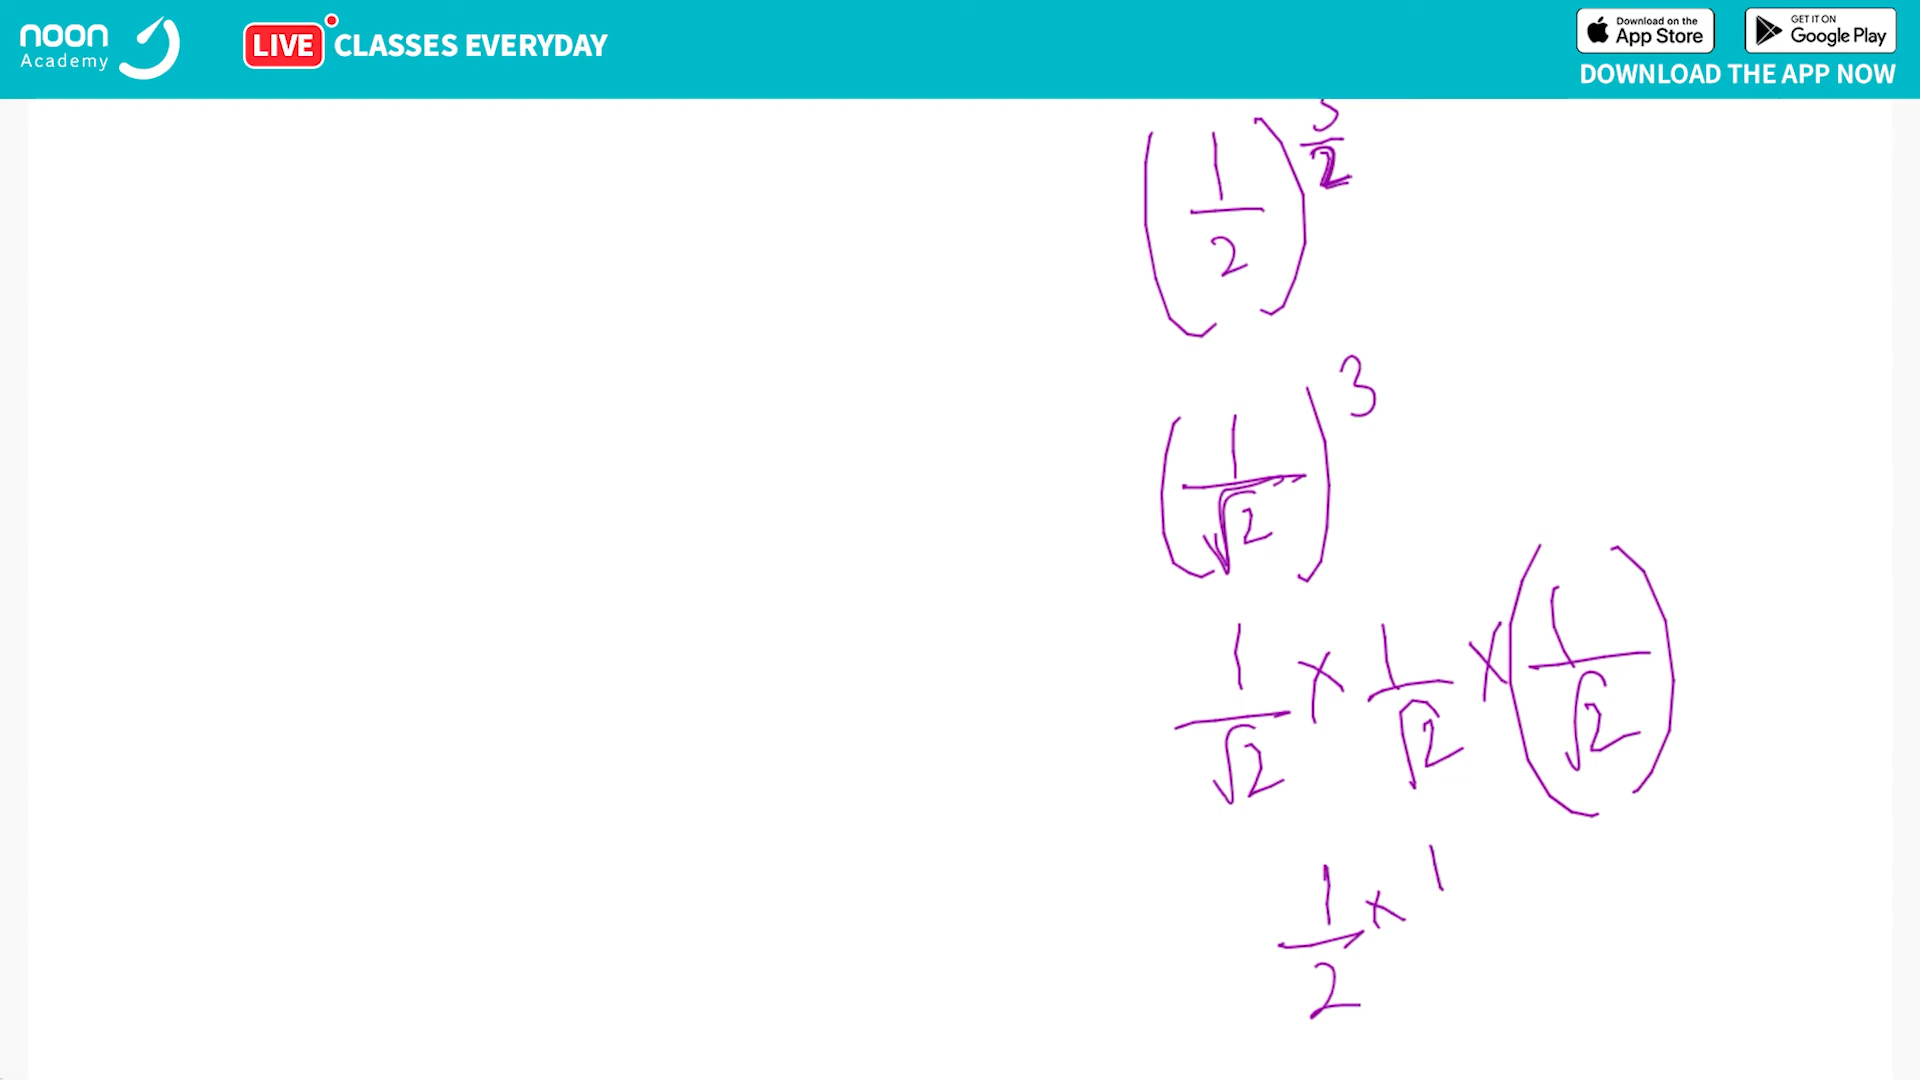 noon
Academy
LIVE CLASSES EVERYDAY
Download on the
App Store
GET IT ON
Google Play
DOWNLOAD THE APP NOW
(1/2)^3/2
(1/√2)^3
1/√2 × 1/√2 × (1/√2)
1/2 × 1